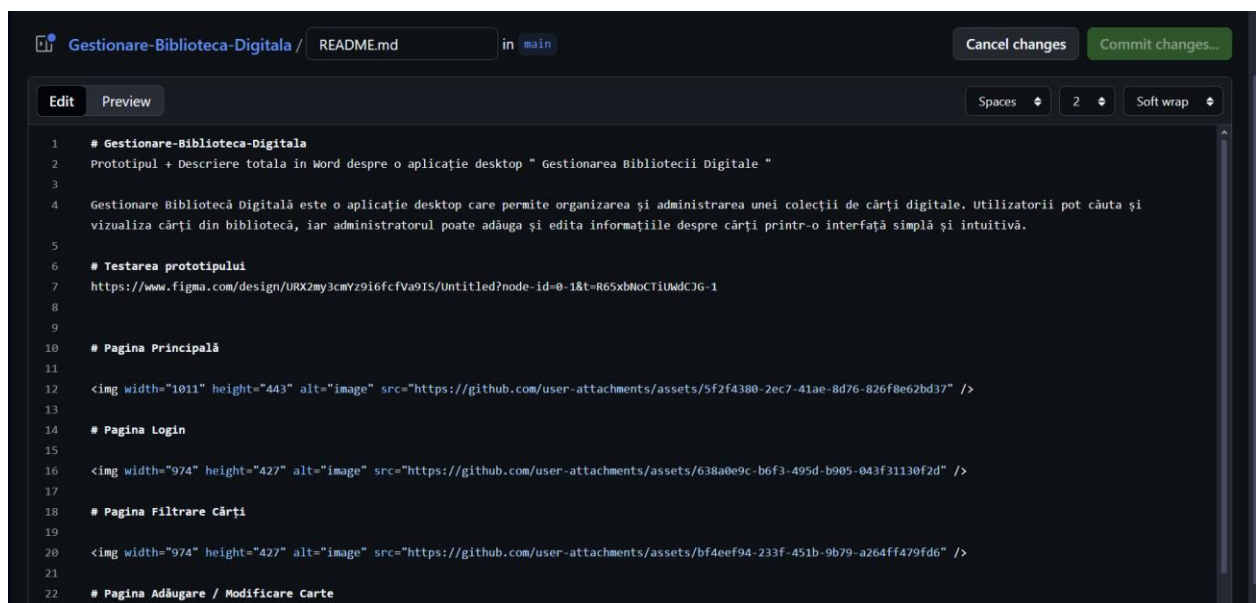 Gestionare-Biblioteca-Digitala / README.md in main Cancel changes Commit changes...
Edit Preview Spaces 2 Soft wrap
1 # Gestionare-Biblioteca-Digitala
2 Prototipul + Descriere totala in Word despre o aplicație desktop " Gestionarea Bibliotecii Digitale "
3
4 Gestionare Bibliotecă Digitală este o aplicație desktop care permite organizarea și administrarea unei colecții de cărți digitale. Utilizatorii pot căuta și
vizualiza cărți din bibliotecă, iar administratorul poate adăuga și edita informațiile despre cărți printr-o interfață simplă și intuitivă.
5
6 # Testarea prototipului
7 https://www.figma.com/design/URX2my3cmYz9i6fcfVa9IS/Untitled?node-id=0-1&t=R65xbNoCTiUWdCJG-1
8
9
10 # Pagina Principală
11
12 <img width="1011" height="443" alt="image" src="https://github.com/user-attachments/assets/5f2f4380-2ec7-41ae-8d76-826f8e62bd37" />
13
14 # Pagina Login
15
16 <img width="974" height="427" alt="image" src="https://github.com/user-attachments/assets/638a0e9c-b6f3-495d-b905-043f31130f2d" />
17
18 # Pagina Filtrare Cărți
19
20 <img width="974" height="427" alt="image" src="https://github.com/user-attachments/assets/bf4eef94-233f-451b-9b79-a264ff479fd6" />
21
22 # Pagina Adăugare / Modificare Carte